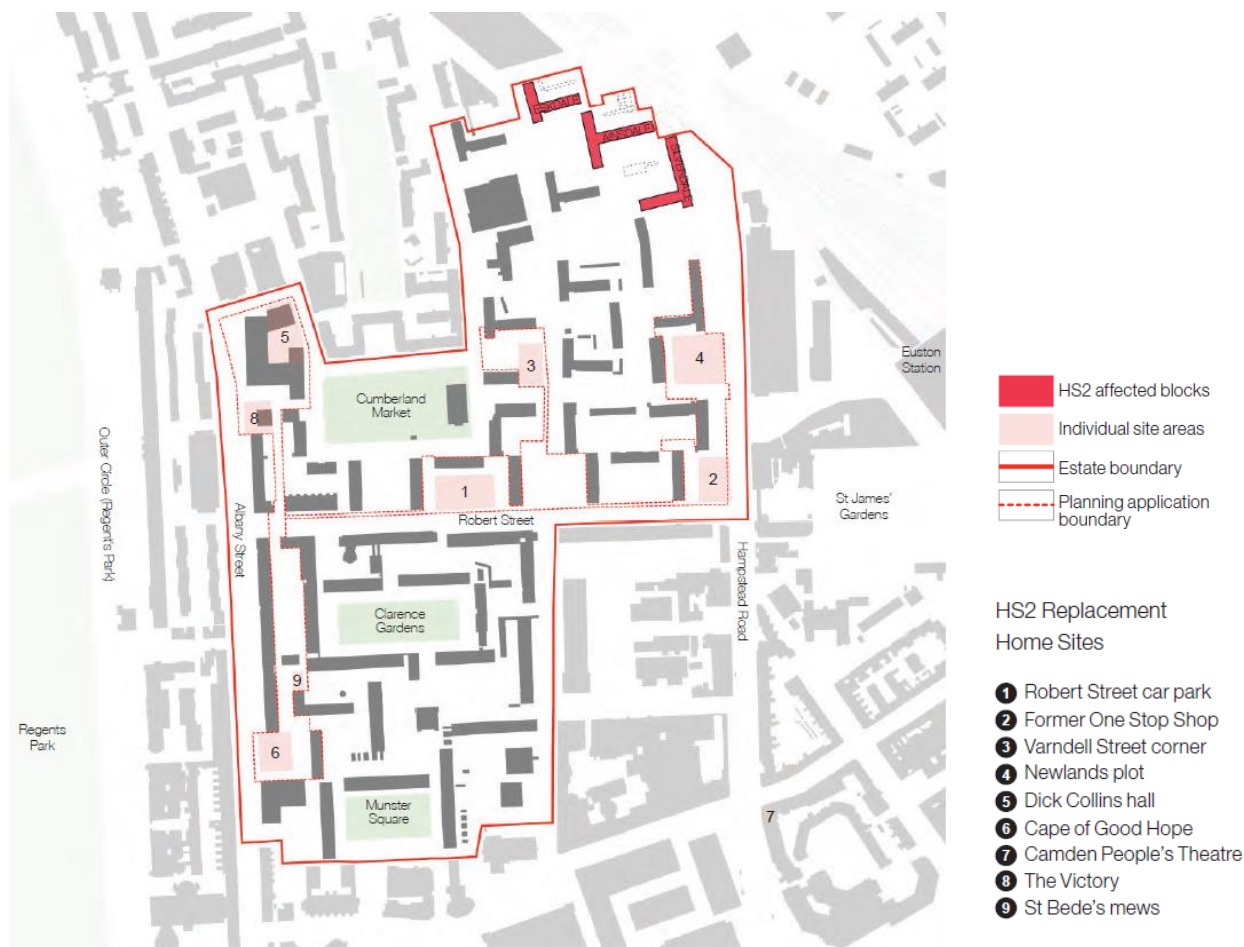 ESKDALE
AINSDALE
SILVERDALE
5
3
4
Euston
Station
Cumberland
Market
8
1
2
Outer Circle (Regent's Park)
Albany Street
Robert Street
St James'
Gardens
Hampstead Road
Clarence
Gardens
9
6
Regents
Park
Munster
Square
7
HS2 affected blocks
Individual site areas
Estate boundary
Planning application
boundary
HS2 Replacement
Home Sites
1 Robert Street car park
2 Former One Stop Shop
3 Varndell Street corner
4 Newlands plot
5 Dick Collins hall
6 Cape of Good Hope
7 Camden People's Theatre
8 The Victory
9 St Bede's mews